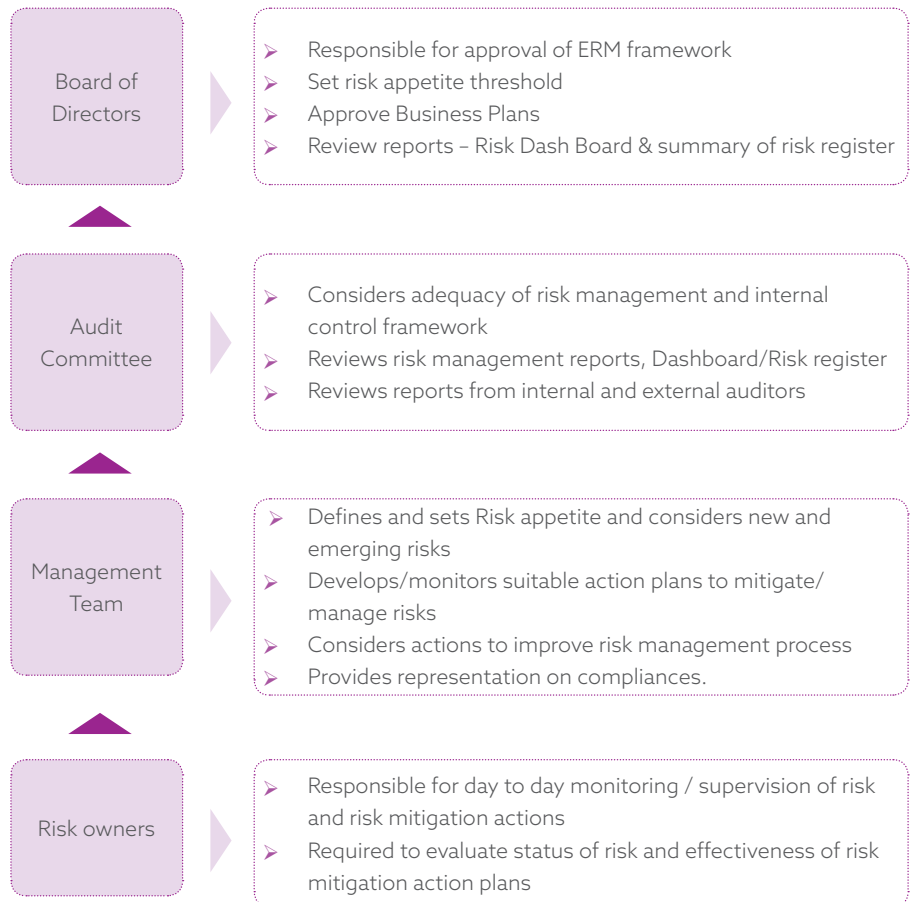 Board of
Directors
➢ Responsible for approval of ERM framework
➢ Set risk appetite threshold
➢ Approve Business Plans
➢ Review reports – Risk Dash Board & summary of risk register
Audit
Committee
➢ Considers adequacy of risk management and internal
control framework
➢ Reviews risk management reports, Dashboard/Risk register
➢ Reviews reports from internal and external auditors
Management
Team
➢ Defines and sets Risk appetite and considers new and
emerging risks
➢ Develops/monitors suitable action plans to mitigate/
manage risks
➢ Considers actions to improve risk management process
➢ Provides representation on compliances.
Risk owners
➢ Responsible for day to day monitoring / supervision of risk
and risk mitigation actions
➢ Required to evaluate status of risk and effectiveness of risk
mitigation action plans